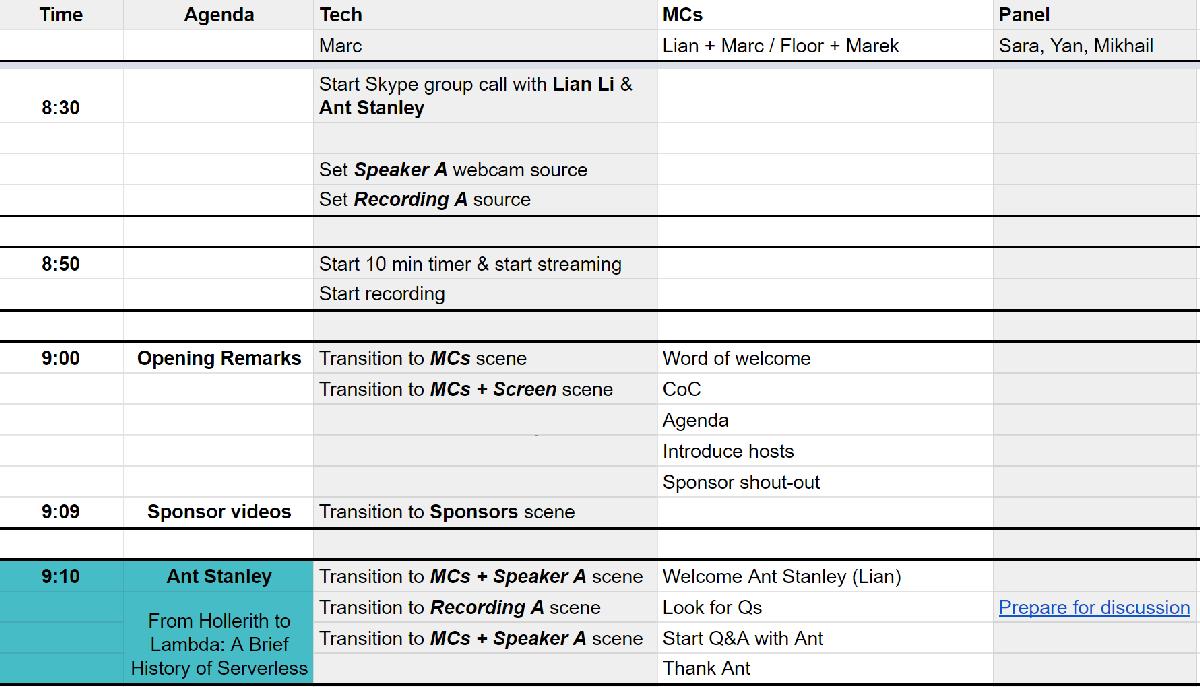 Time Agenda Tech MCs Panel
Marc Lian + Marc / Floor + Marek Sara, Yan, Mikhail
Start Skype group call with Lian Li &
8:30 Ant Stanley
Set Speaker A webcam source
Set Recording A source
8:50 Start 10 min timer & start streaming
Start recording
9:00 Opening Remarks Transition to MCs scene Word of welcome
Transition to MCs + Screen scene CoC
Agenda
Introduce hosts
Sponsor shout-out
9:09 Sponsor videos Transition to Sponsors scene
9:10 Ant Stanley Transition to MCs + Speaker A scene Welcome Ant Stanley (Lian)
Transition to Recording A scene Look for Qs Prepare for discussion
From Hollerith to
Lambda: A Brief Transition to MCs + Speaker A scene Start Q&A with Ant
History of Serverless Thank Ant